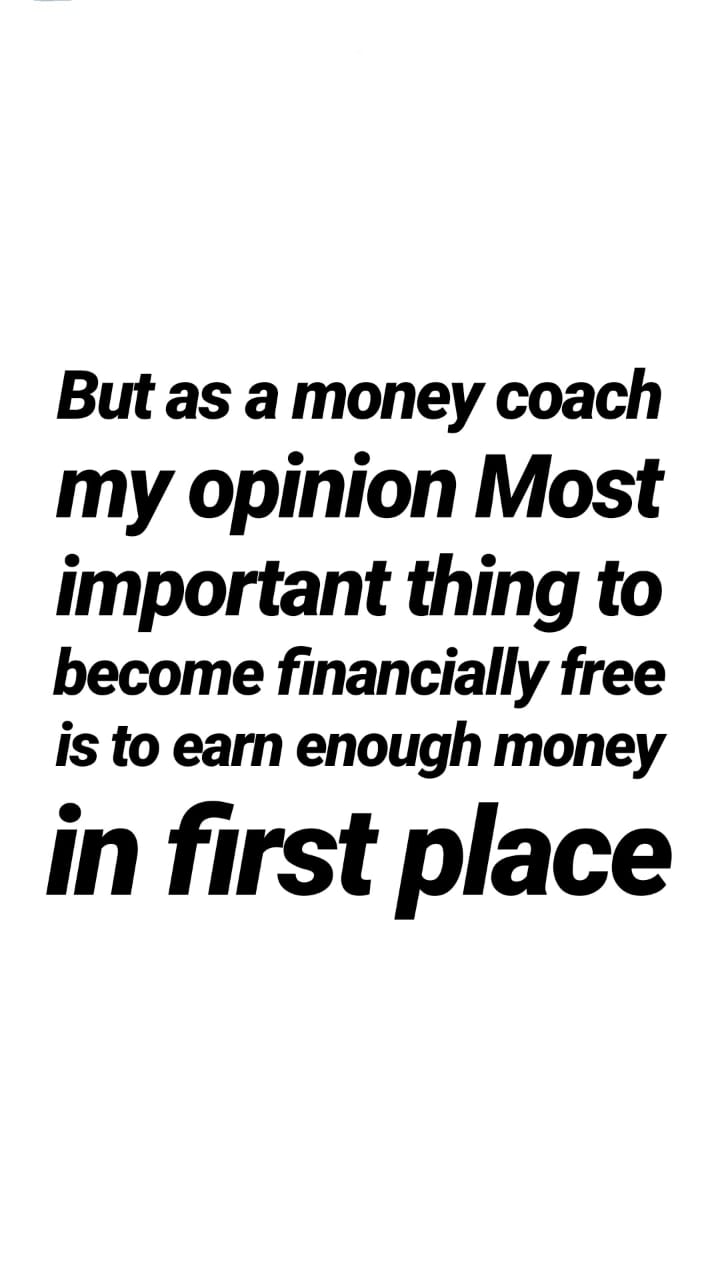 But as a money coach
my opinion Most
important thing to
become financially free
is to earn enough money
in first place